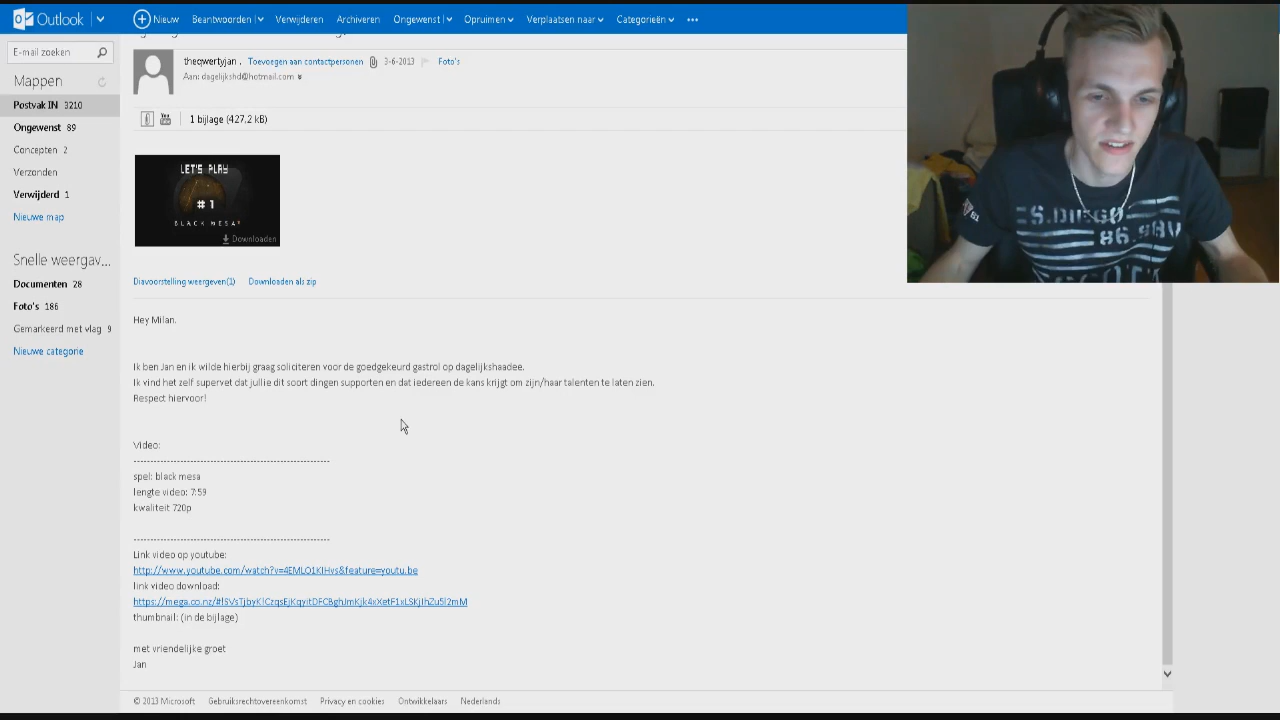 Outlook
Nieuw Beantwoorden Verwijderen Archiveren Ongewenst Opruimen Verplaatsen naar Categorieën
E-mail zoeken
Mappen
Postvak IN 3210
Ongewenst 89
Concepten 2
Verzonden
Verwijderd 1
Nieuwe map
Snelle weergav...
Documenten 28
Foto's 186
Gemarkeerd met vlag 9
Nieuwe categorie
theqwertyjan . Toevoegen aan contactpersonen 3-6-2013 Foto's
Aan: dagelijkshd@hotmail.com
You Tube
1 bijlage (427.2 kB)
LET'S PLAY
#1
BLACK MESA
Downloaden
Diavoorstelling weergeven(1) Downloaden als zip
Hey Milan.
Ik ben Jan en ik wilde hierbij graag soliciteren voor de goedgekeurd gastrol op dagelijkshaadee.
Ik vind het zelf supervet dat jullie dit soort dingen supporten en dat iedereen de kans krijgt om zijn/haar talenten te laten zien.
Respect hiervoor!
Video:
----------------------------------------------------------
spel: black mesa
lengte video: 7:59
kwaliteit 720p
----------------------------------------------------------
Link video op youtube:
link video download:
thumbnail: (in de bijlage)
met vriendelijke groet
Jan
© 2013 Microsoft Gebruiksrechtovereenkomst Privacy en cookies Ontwikkelaars Nederlands
S.DIEGO